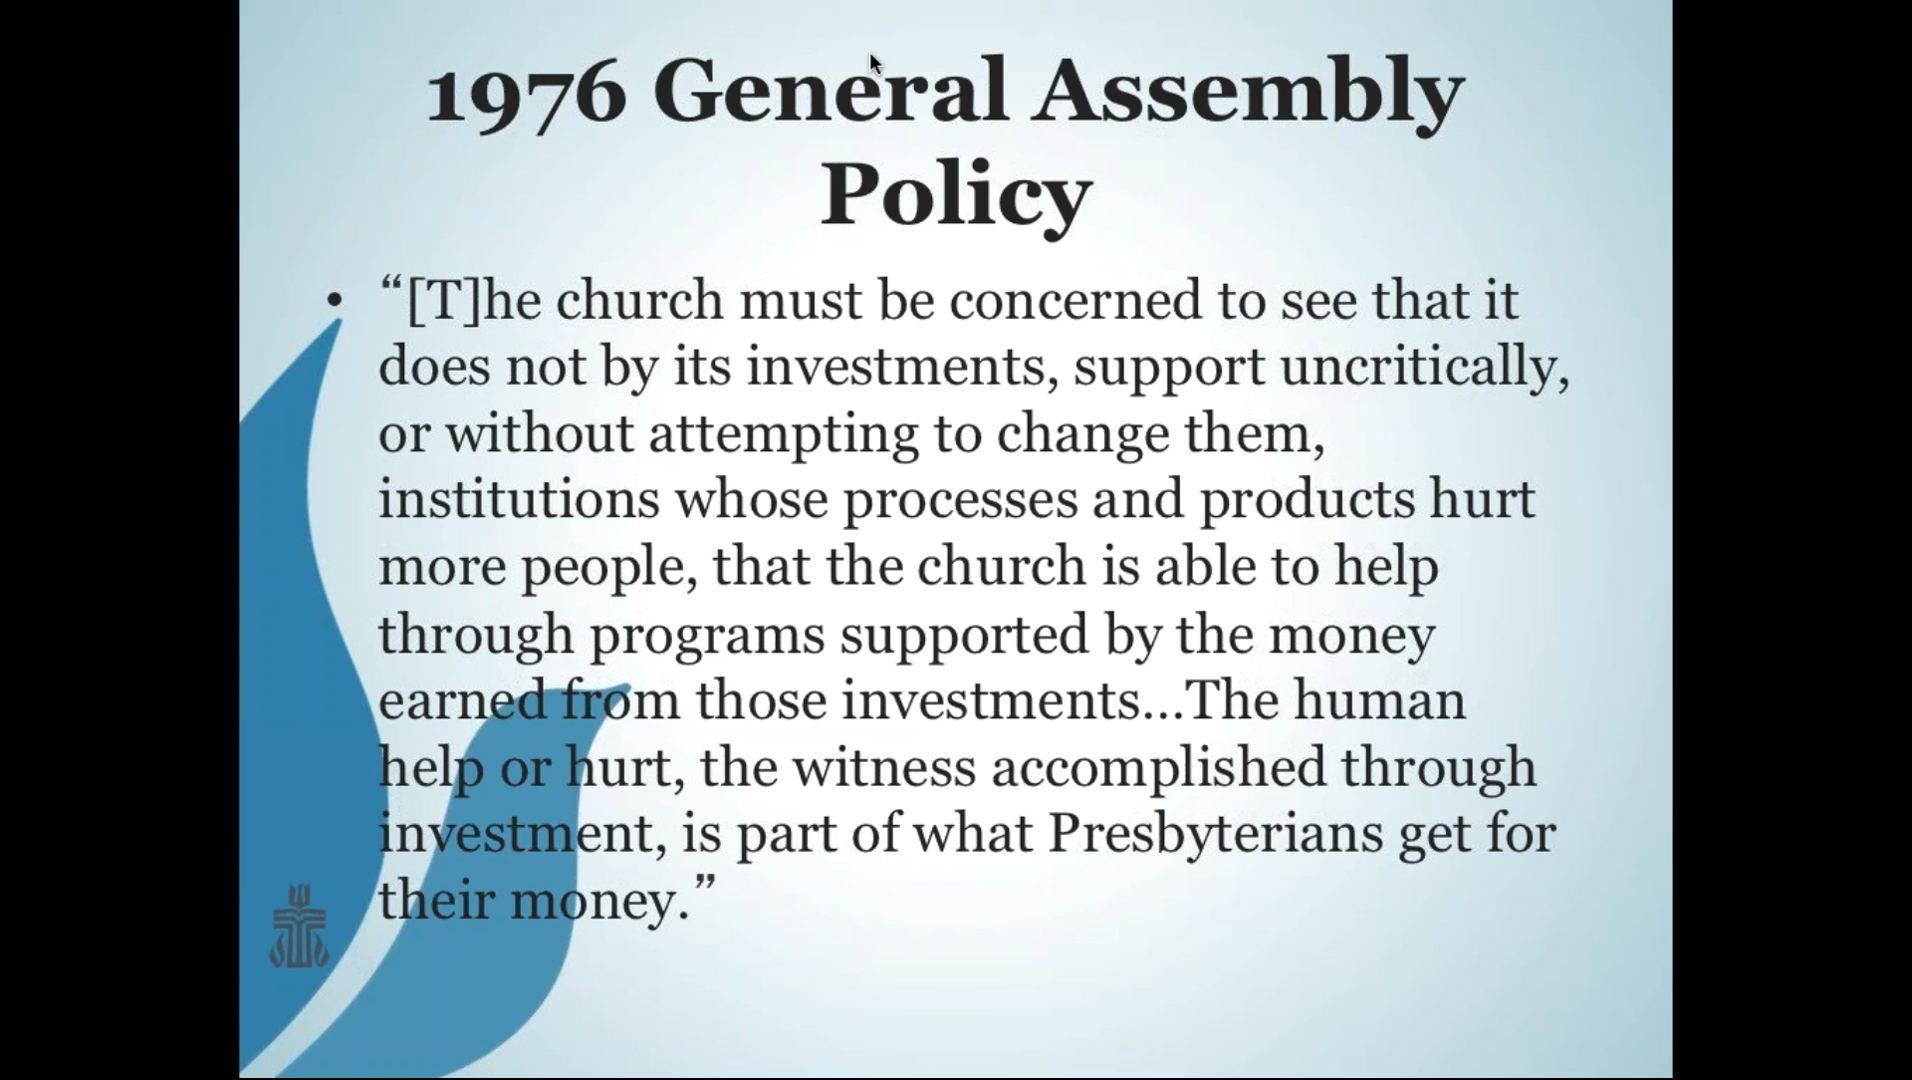 1976 General Assembly
Policy
• “[T]he church must be concerned to see that it
does not by its investments, support uncritically,
or without attempting to change them,
institutions whose processes and products hurt
more people, that the church is able to help
through programs supported by the money
earned from those investments...The human
help or hurt, the witness accomplished through
investment, is part of what Presbyterians get for
their money.”